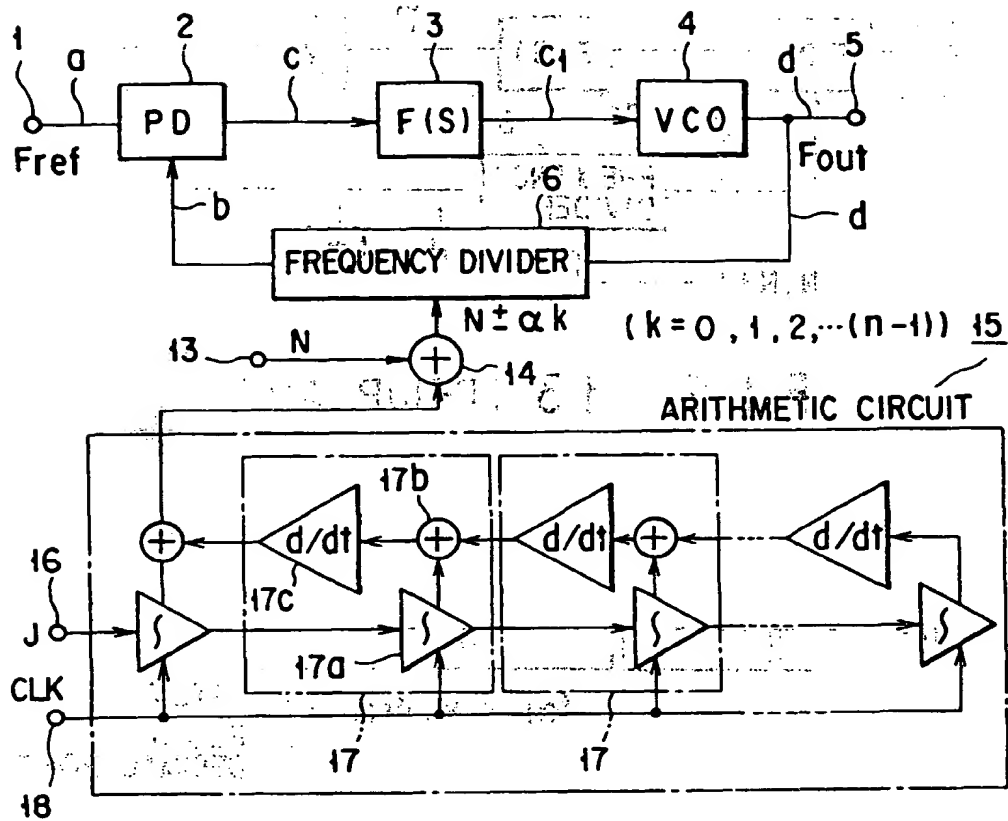 1
2
3
4
5
a
c
c1
d
PD
F(S)
VCO
Fref
Fout
b
6
d
FREQUENCY DIVIDER
N ± αk
(k = 0, 1, 2, ··· (n-1))
15
13
N
+
14
ARITHMETIC CIRCUIT
17b
+
d/dt
+
d/dt
+
d/dt
17c
16
J
∫
∫
∫
∫
17a
CLK
17
17
18